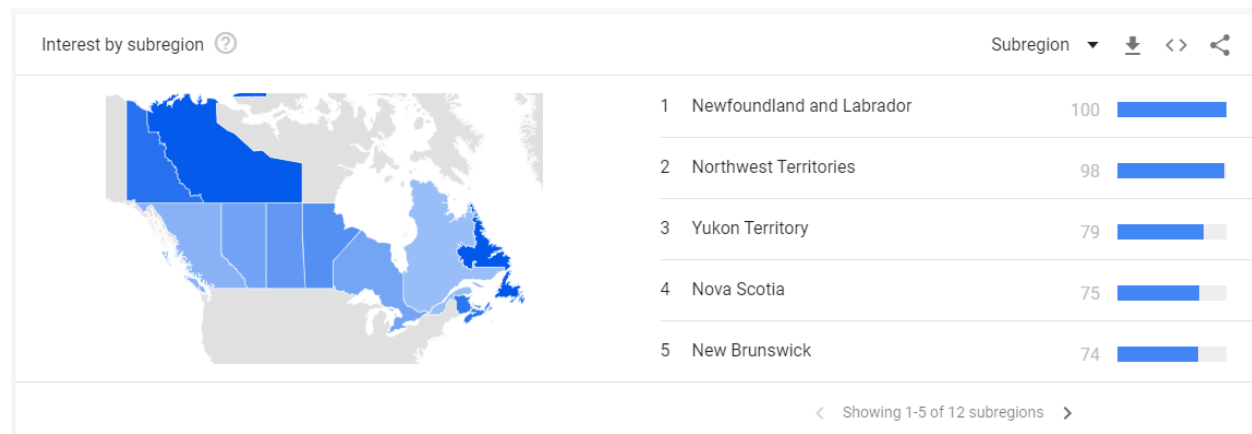 Interest by subregion ?
Subregion
1 Newfoundland and Labrador 100
2 Northwest Territories 98
3 Yukon Territory 79
4 Nova Scotia 75
5 New Brunswick 74
Showing 1-5 of 12 subregions